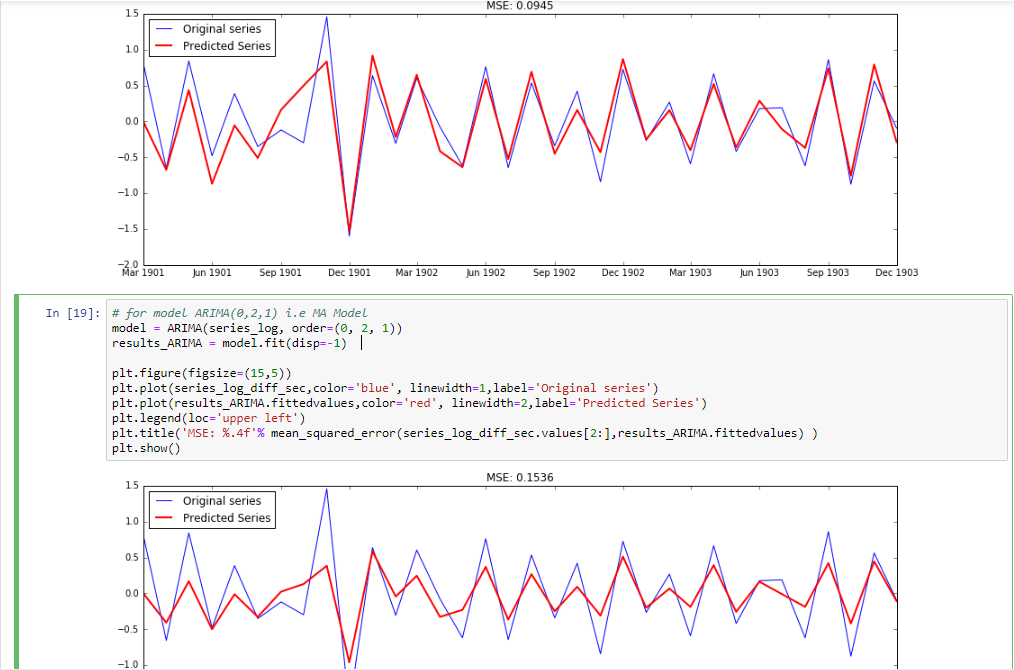 MSE: 0.0945
1.5
Original series
Predicted Series
1.0
0.5
0.0
−0.5
−1.0
−1.5
−2.0
Mar 1901 Jun 1901 Sep 1901 Dec 1901 Mar 1902 Jun 1902 Sep 1902 Dec 1902 Mar 1903 Jun 1903 Sep 1903 Dec 1903
In [19]: # for model ARIMA(0,2,1) i.e MA Model
model = ARIMA(series_log, order=(0, 2, 1))
results_ARIMA = model.fit(disp=-1)
plt.figure(figsize=(15,5))
plt.plot(series_log_diff_sec,color='blue', linewidth=1,label='Original series')
plt.plot(results_ARIMA.fittedvalues,color='red', linewidth=2,label='Predicted Series')
plt.legend(loc='upper left')
plt.title('MSE: %.4f'% mean_squared_error(series_log_diff_sec.values[2:],results_ARIMA.fittedvalues) )
plt.show()
MSE: 0.1536
1.5
Original series
Predicted Series
1.0
0.5
0.0
−0.5
−1.0